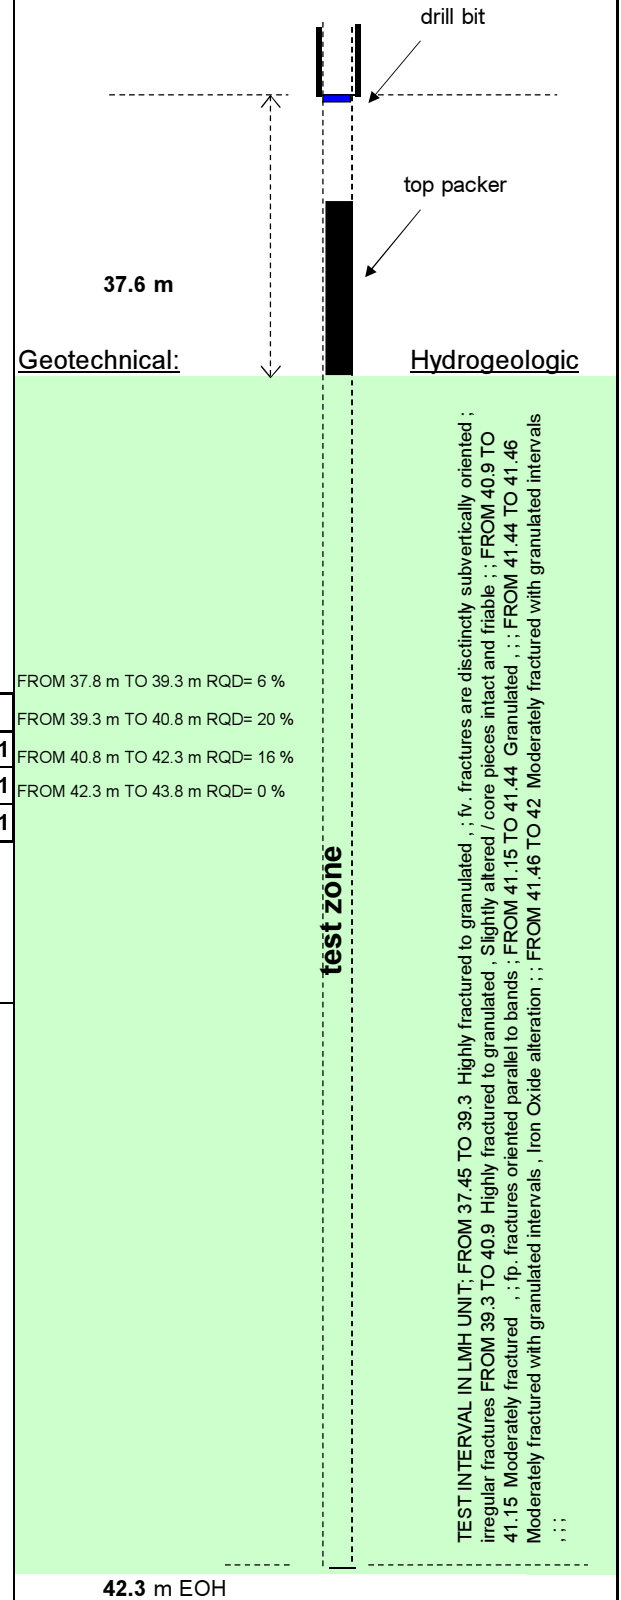 drill bit
top packer
37.6 m
Geotechnical:
Hydrogeologic
FROM 37.8 m TO 39.3 m RQD= 6 %
FROM 39.3 m TO 40.8 m RQD= 20 %
1
FROM 40.8 m TO 42.3 m RQD= 16 %
1
FROM 42.3 m TO 43.8 m RQD= 0 %
1
test zone
TEST INTERVAL IN LMH UNIT; FROM 37.45 TO 39.3 Highly fractured to granulated , ; fv. fractures are disctinctly subvertically oriented ;
irregular fractures FROM 39.3 TO 40.9 Highly fractured to granulated , Slightly altered / core pieces intact and friable ; ; FROM 40.9 TO
41.15 Moderately fractured , ; fp. fractures oriented parallel to bands ; FROM 41.15 TO 41.44 Granulated , ; ; FROM 41.44 TO 41.46
Moderately fractured with granulated intervals , Iron Oxide alteration ; ; FROM 41.46 TO 42 Moderately fractured with granulated intervals
, ; ;
42.3 m EOH